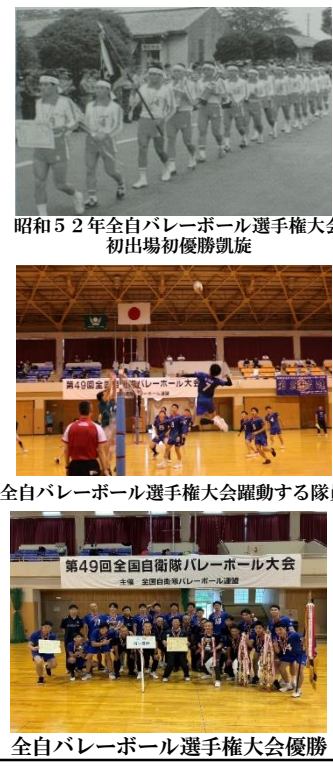 昭和５２年全自バレーボール選手権大会
初出場初優勝凱旋
第49回全国自衛隊バレーボール大会
全自バレーボール選手権大会躍動する隊員
第49回全国自衛隊バレーボール大会
主催 全国自衛隊バレーボール連盟
全自バレーボール選手権大会優勝